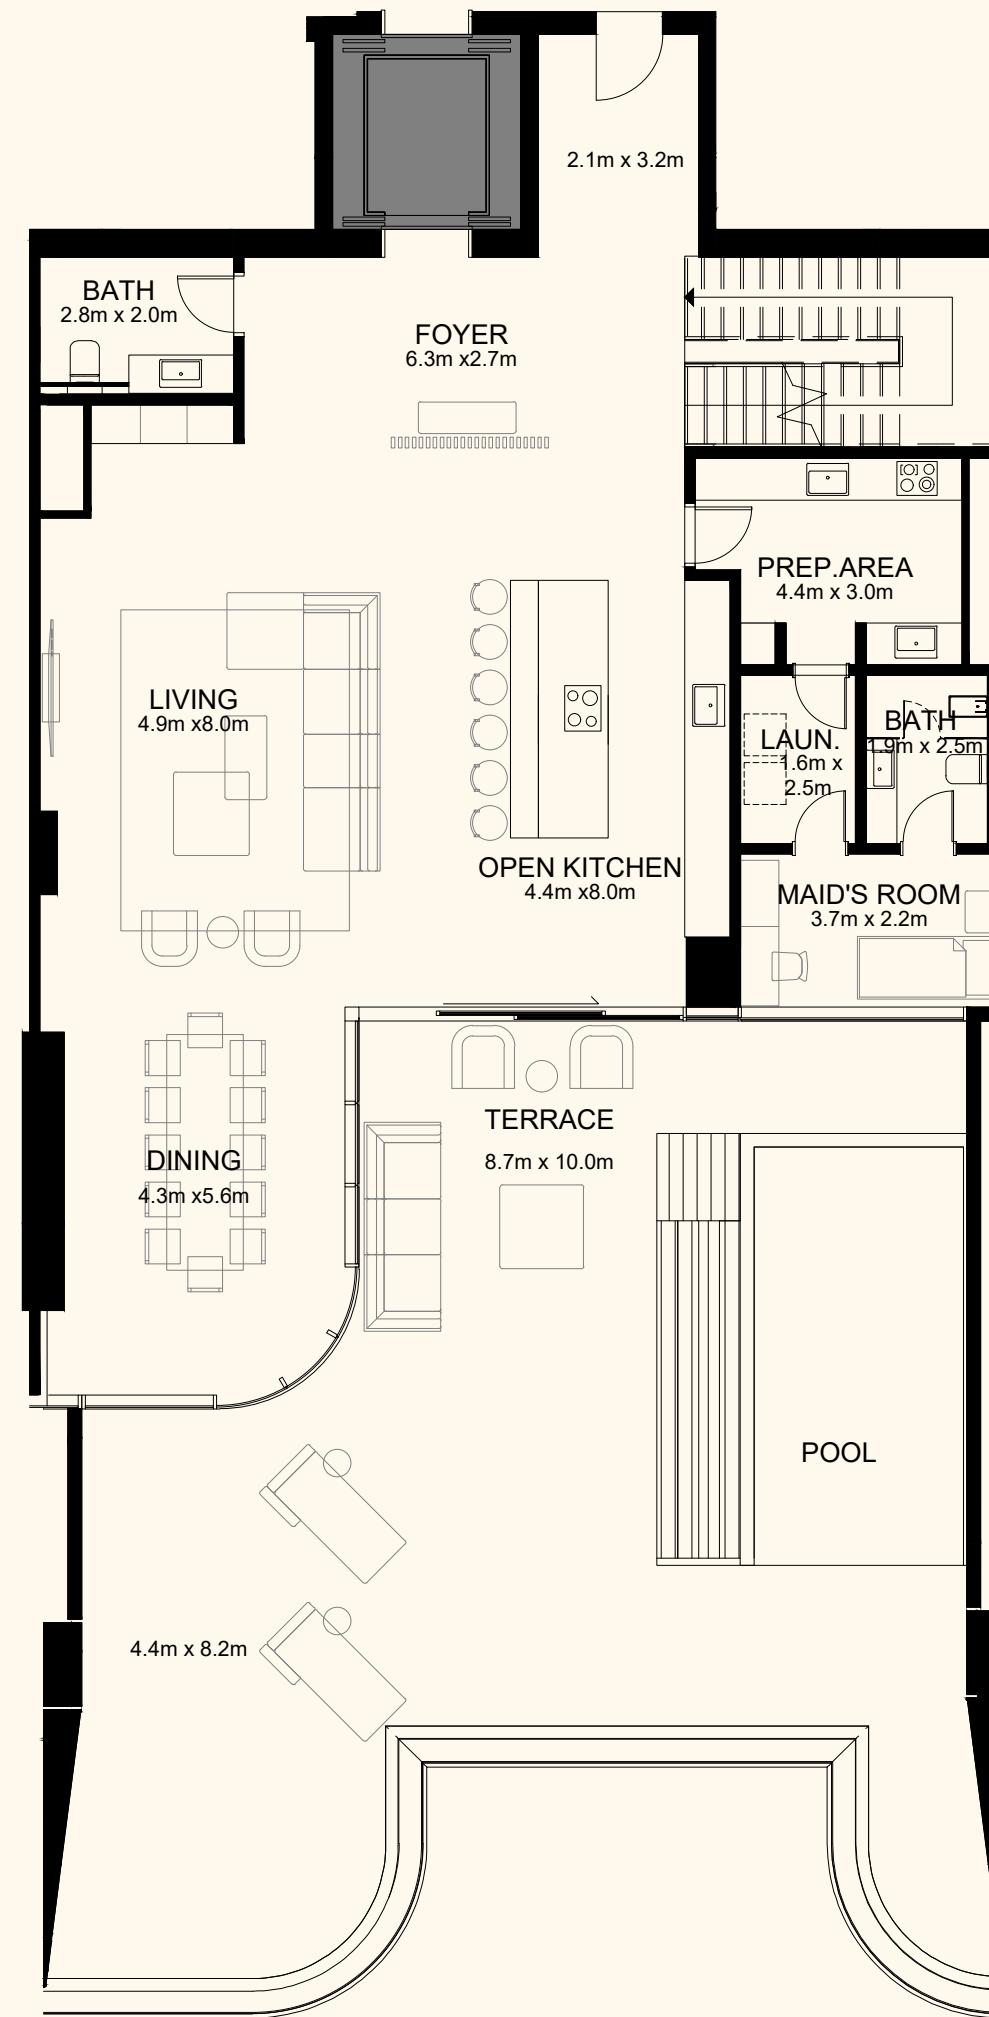 2.1m x 3.2m
BATH
2.8m x 2.0m
FOYER
6.3m x2.7m
PREP.AREA
4.4m x 3.0m
LIVING
4.9m x8.0m
BATH
1.9m x 2.5m
LAUN.
1.6m x
2.5m
OPEN KITCHEN
4.4m x8.0m
MAID'S ROOM
3.7m x 2.2m
TERRACE
8.7m x 10.0m
DINING
4.3m x5.6m
POOL
4.4m x 8.2m